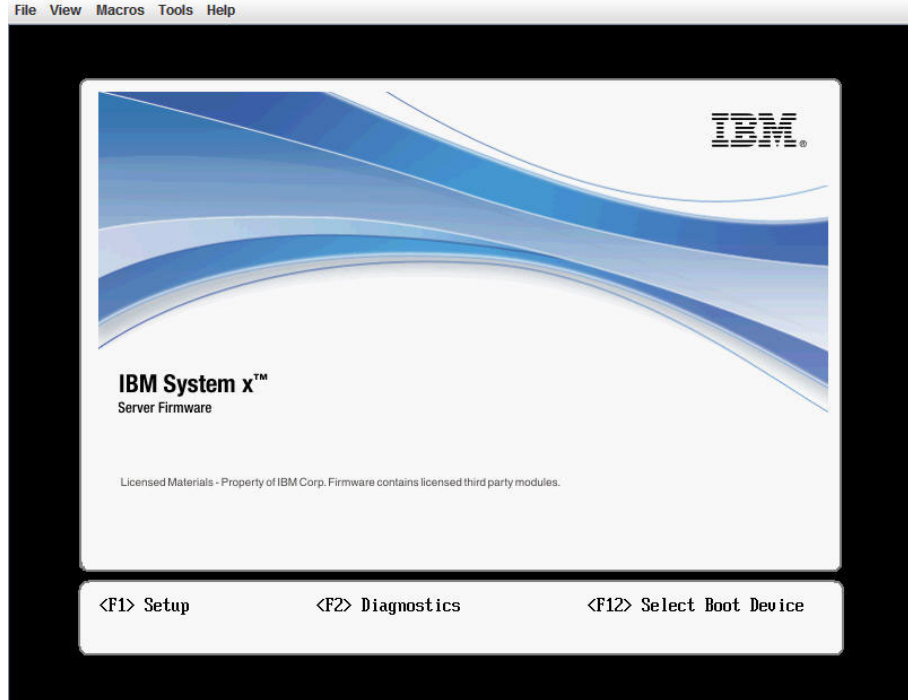 File View Macros Tools Help
IBM®
IBM System x™
Server Firmware
Licensed Materials - Property of IBM Corp. Firmware contains licensed third party modules.
<F1> Setup <F2> Diagnostics <F12> Select Boot Device